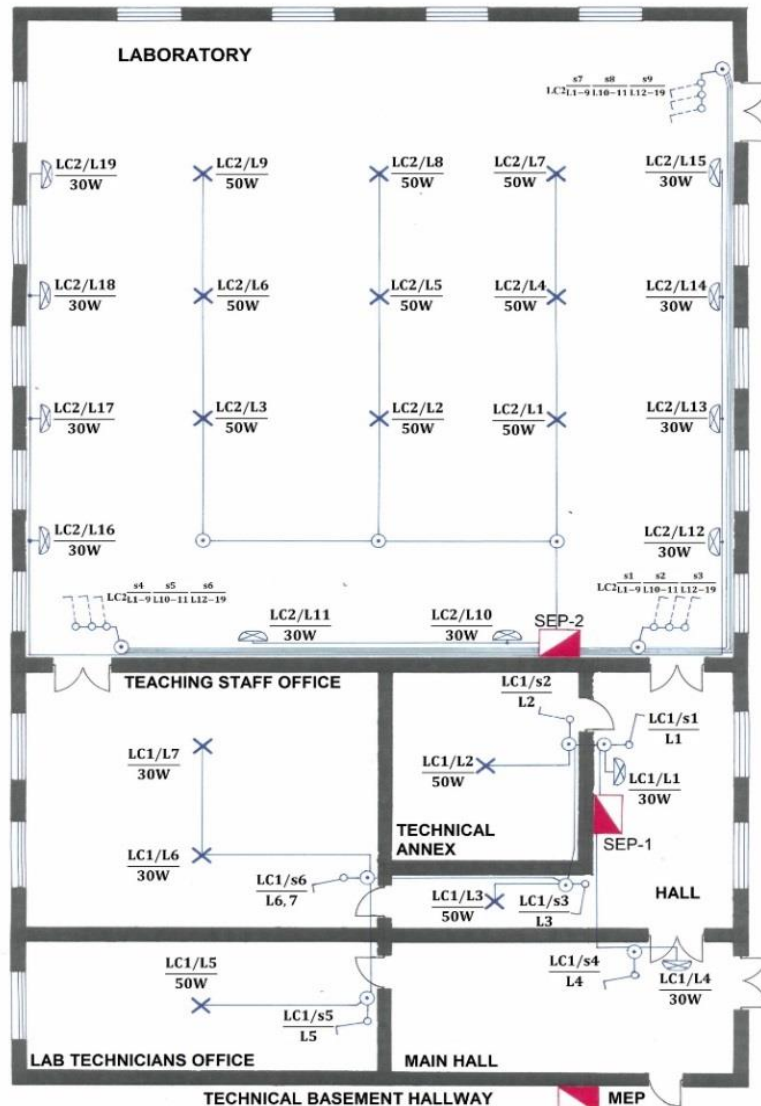 LABORATORY
LC2 s7/L1-9 s8/L10-11 s9/L12-19
LC2/L19
30W
LC2/L9
50W
LC2/L8
50W
LC2/L7
50W
LC2/L15
30W
LC2/L18
30W
LC2/L6
50W
LC2/L5
50W
LC2/L4
50W
LC2/L14
30W
LC2/L17
30W
LC2/L3
50W
LC2/L2
50W
LC2/L1
50W
LC2/L13
30W
LC2/L16
30W
LC2/L12
30W
LC2 s4/L1-9 s5/L10-11 s6/L12-19
LC2 s1/L1-9 s2/L10-11 s3/L12-19
LC2/L11
30W
LC2/L10
30W
SEP-2
TEACHING STAFF OFFICE
LC1/s2
L2
LC1/s1
L1
LC1/L7
30W
LC1/L2
50W
LC1/L1
30W
TECHNICAL
ANNEX
SEP-1
LC1/L6
30W
LC1/s6
L6,7
LC1/L3
50W
LC1/s3
L3
HALL
LC1/L5
50W
LC1/s5
L5
LC1/s4
L4
LC1/L4
30W
LAB TECHNICIANS OFFICE
MAIN HALL
TECHNICAL BASEMENT HALLWAY
MEP